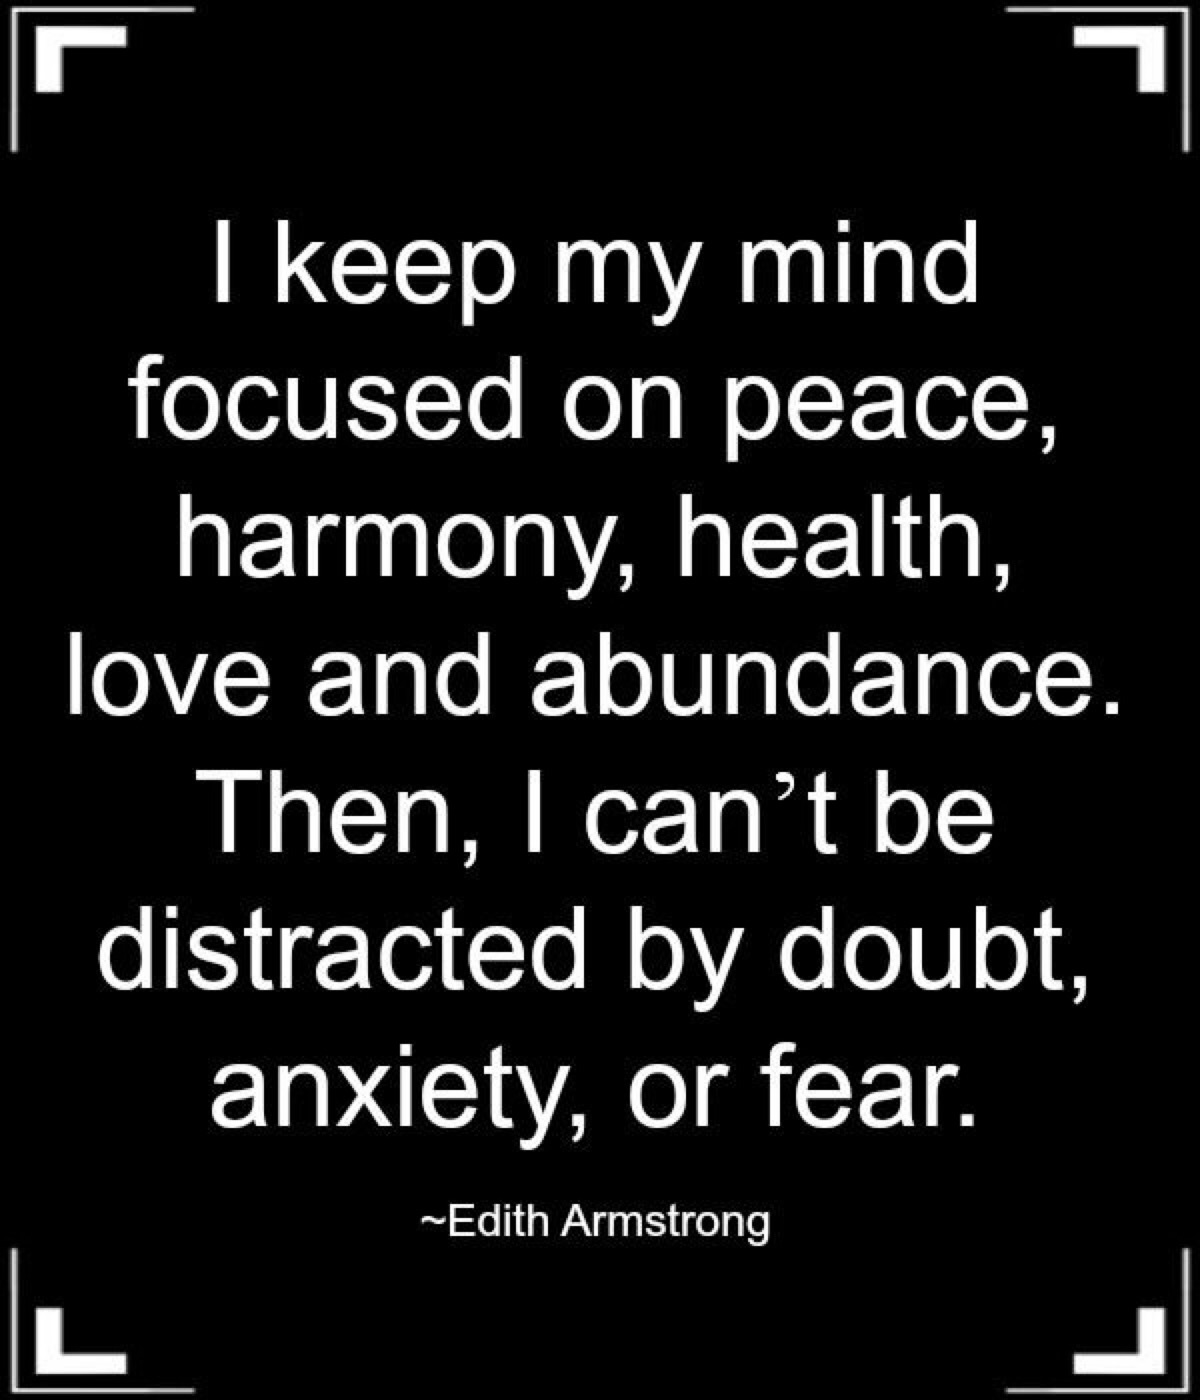 I keep my mind
focused on peace,
harmony, health,
love and abundance.
Then, I can’t be
distracted by doubt,
anxiety, or fear.
~Edith Armstrong